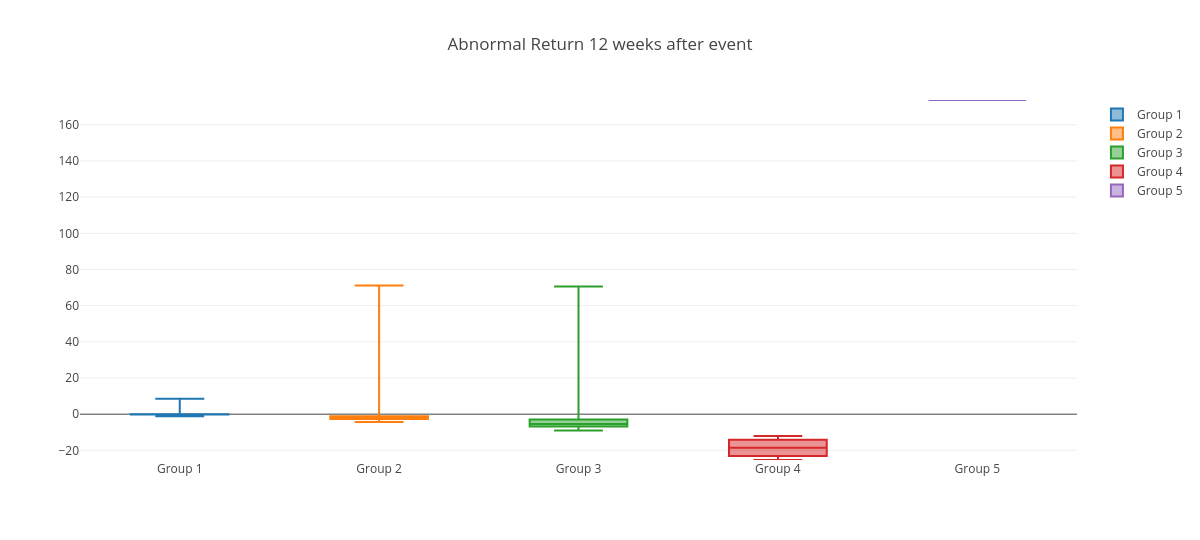 Abnormal Return 12 weeks after event
160
140
120
100
80
60
40
20
0
−20
Group 1
Group 2
Group 3
Group 4
Group 5
Group 1
Group 2
Group 3
Group 4
Group 5